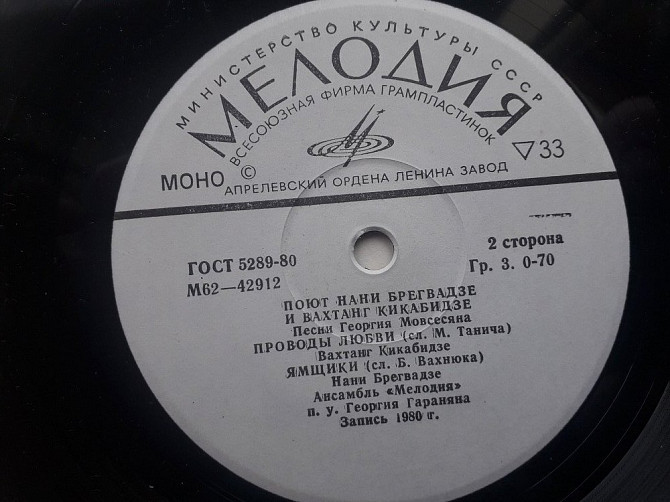 МИНИСТЕРСТВО КУЛЬТУРЫ СССР
МЕЛОДИЯ
ВСЕСОЮЗНАЯ ФИРМА ГРАМПЛАСТИНОК
МОНО © ▽ 33
АПРЕЛЕВСКИЙ ОРДЕНА ЛЕНИНА ЗАВОД
ГОСТ 5289-80
М62—42912
2 сторона
Гр. 3. 0-70
ПОЮТ НАНИ БРЕГВАДЗЕ
И ВАХТАНГ КИКАБИДЗЕ
Песни Георгия Мовсесяна
ПРОВОДЫ ЛЮБВИ (сл. М. Танича)
Вахтанг Кикабидзе
ЯМЩИКИ (сл. Б. Вахнюка)
Нани Брегвадзе
Ансамбль «Мелодия»
п. у. Георгия Гараняна
Запись 1980 г.